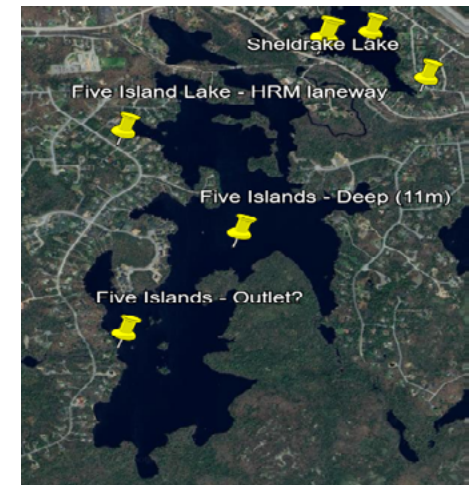 Sheldrake Lake
Five Island Lake - HRM laneway
Five Islands - Deep (11m)
Five Islands - Outlet?